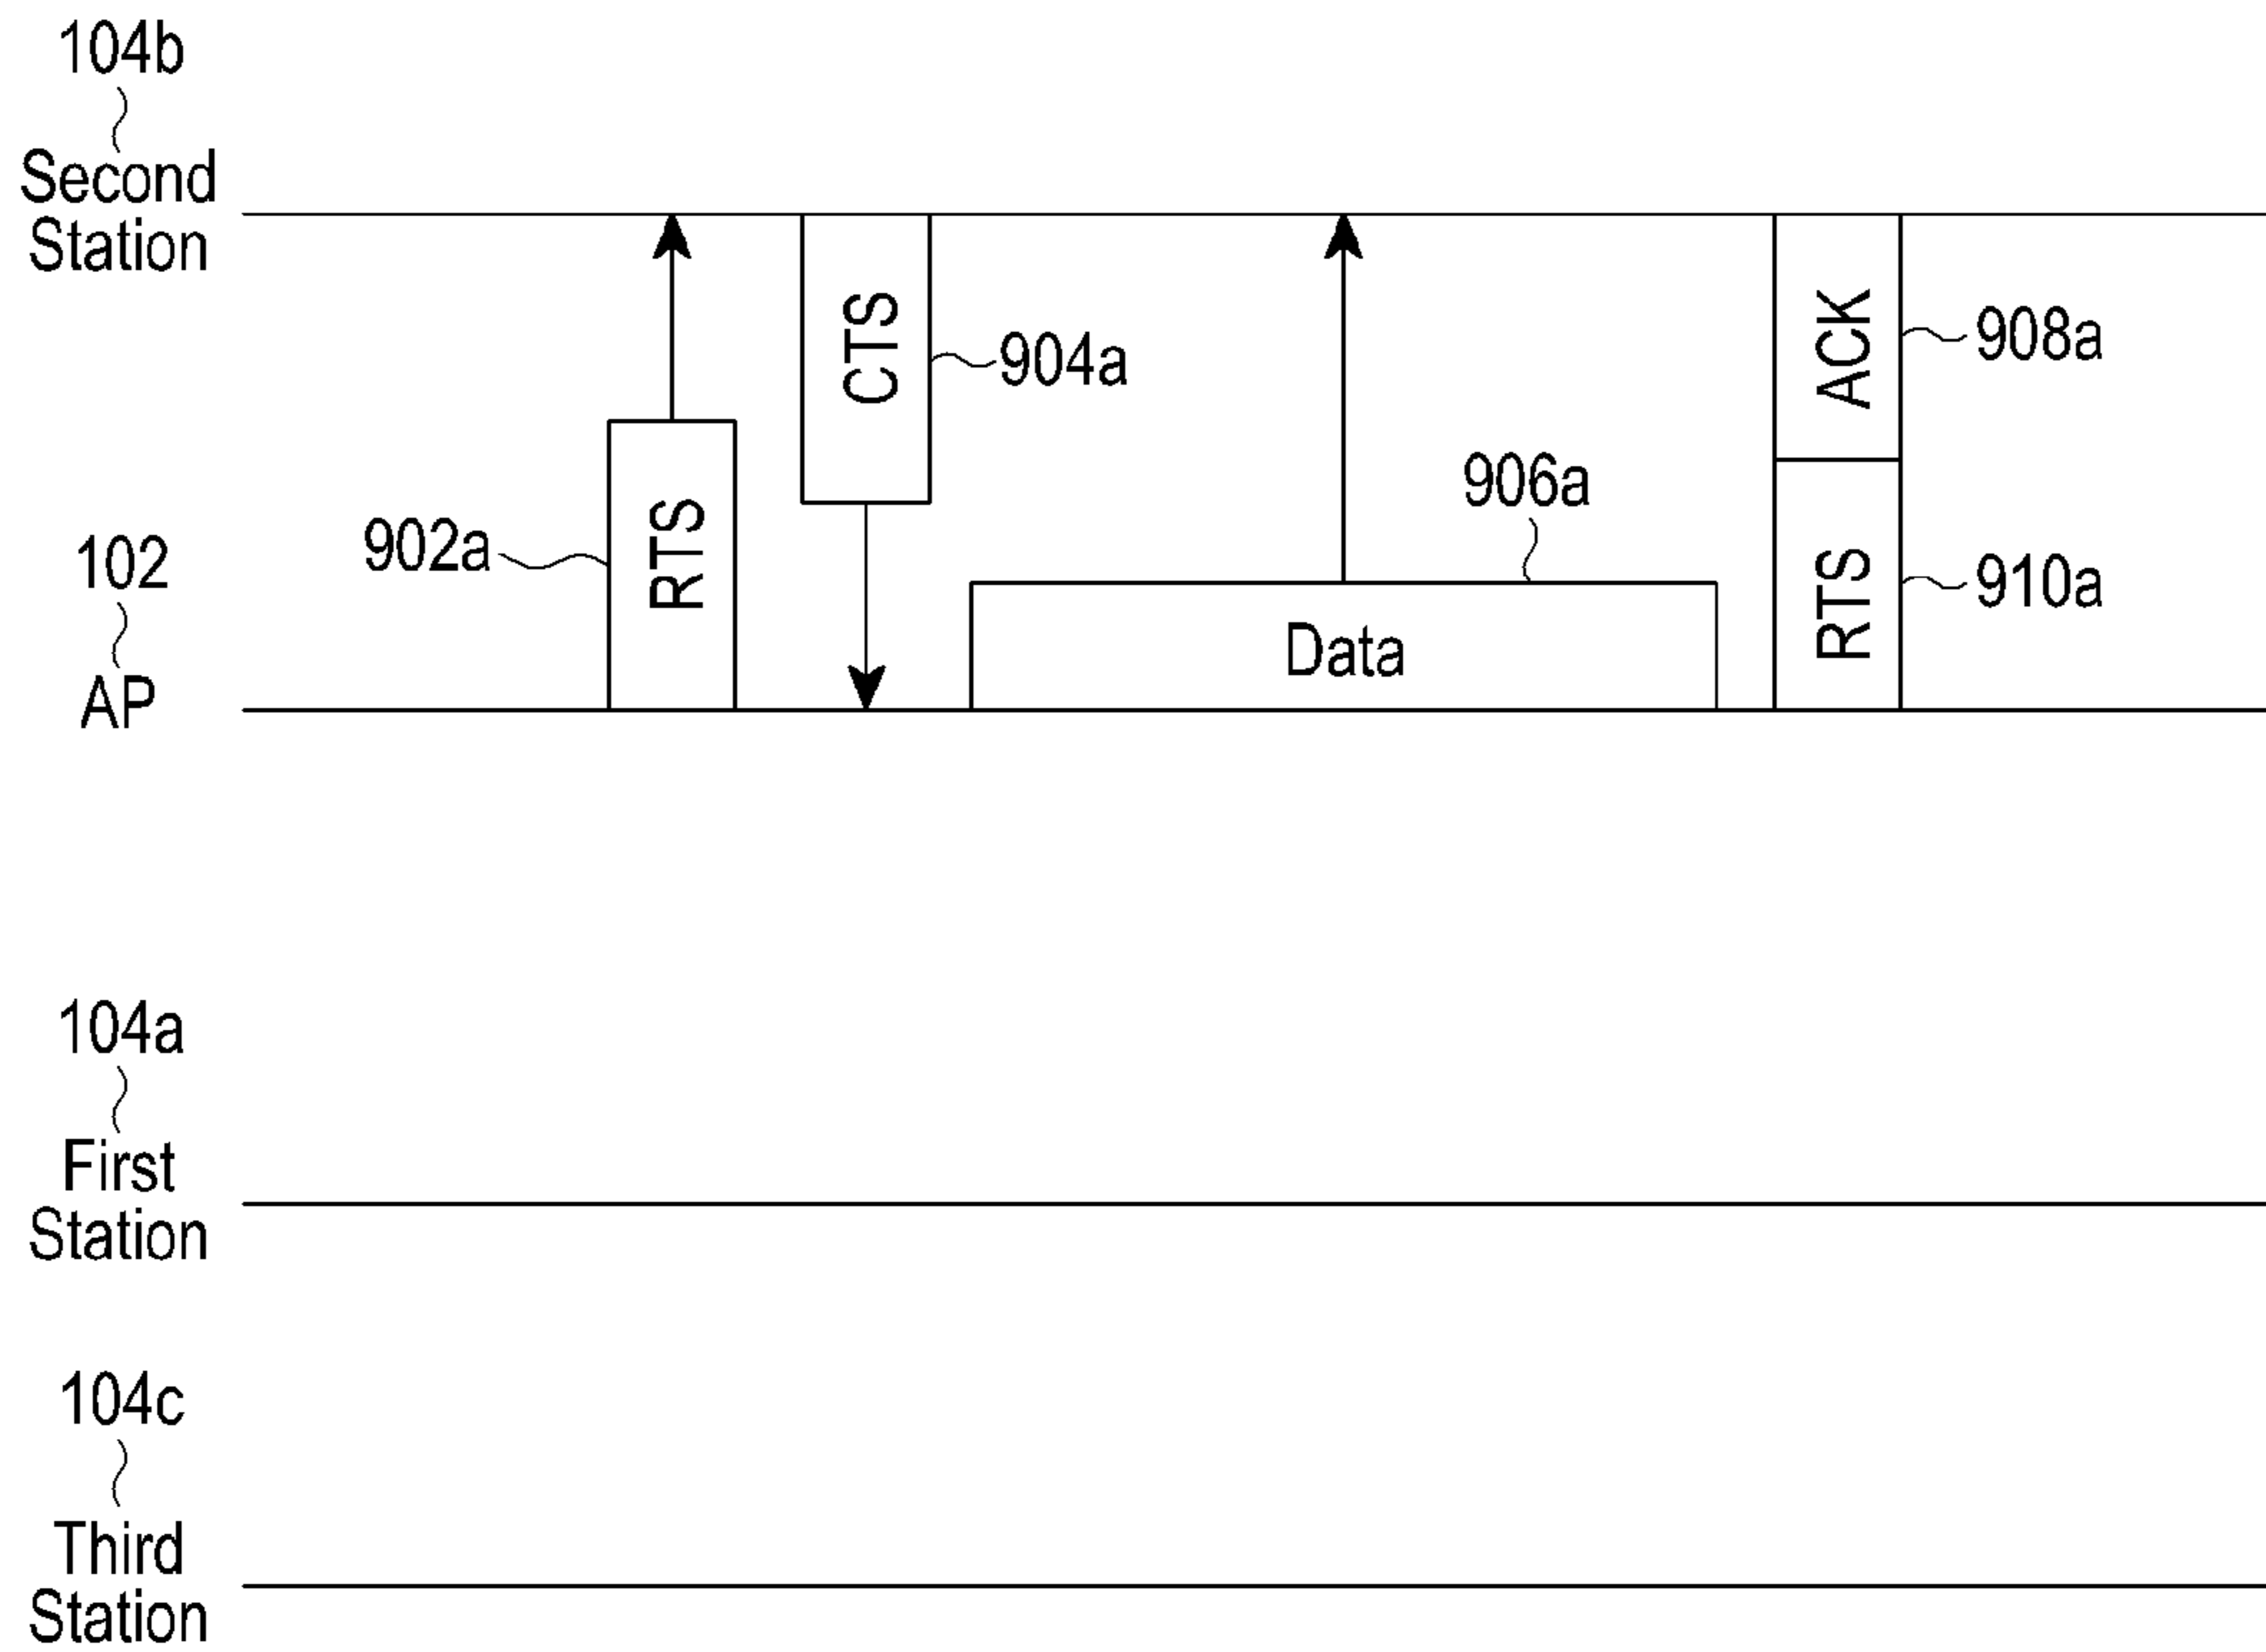 104b
Second
Station
CTS
904a
ACK
908a
902a
RTS
906a
Data
RTS
910a
102
AP
104a
First
Station
104c
Third
Station